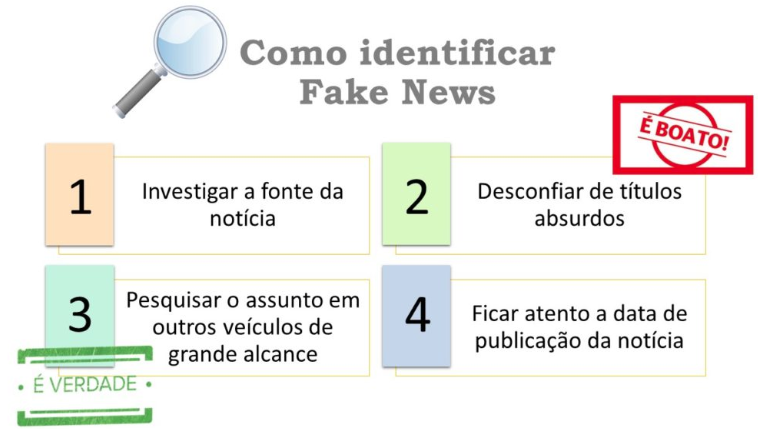 Como identificar
Fake News
É BOATO!
1
Investigar a fonte da
notícia
2
Desconfiar de títulos
absurdos
3
Pesquisar o assunto em
outros veículos de
grande alcance
4
Ficar atento a data de
publicação da notícia
É VERDADE